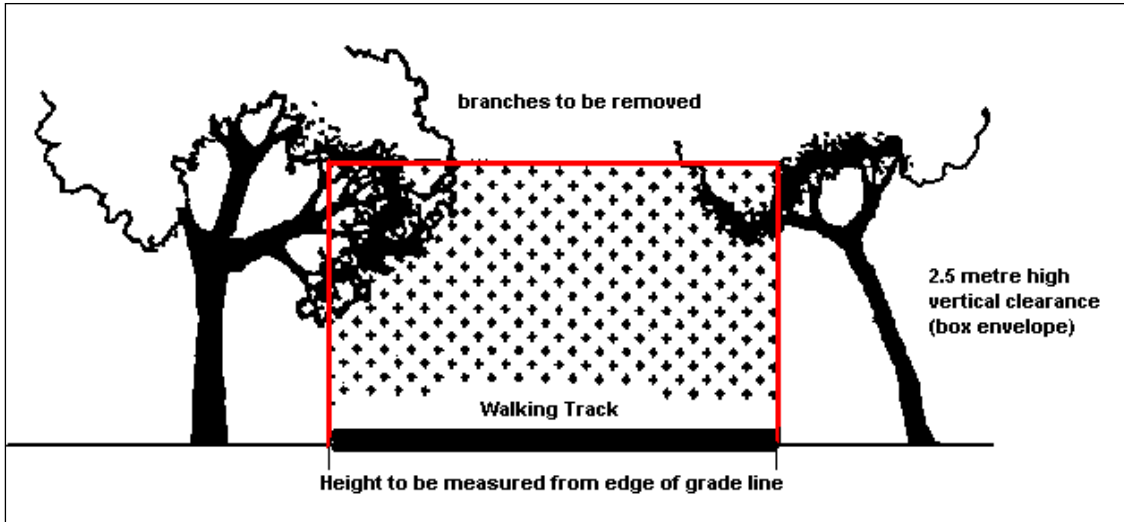 branches to be removed
2.5 metre high
vertical clearance
(box envelope)
Walking Track
Height to be measured from edge of grade line